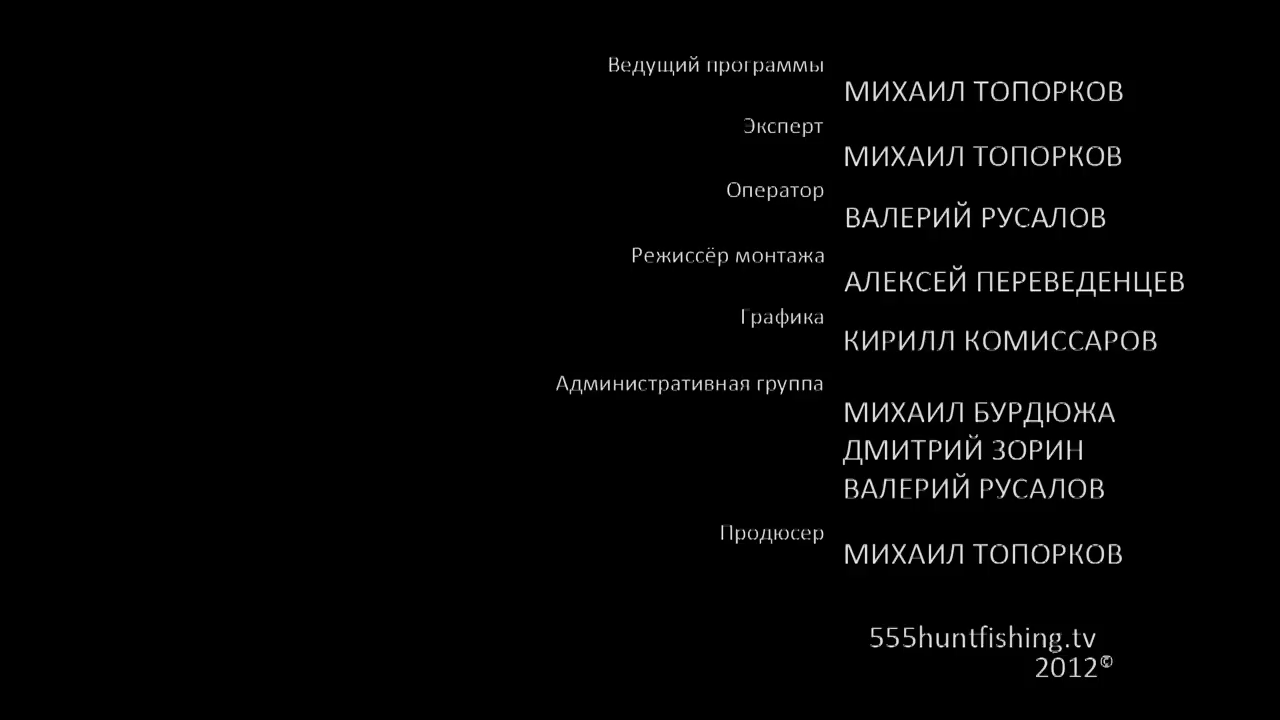 Ведущий программы
МИХАИЛ ТОПОРКОВ
Эксперт
МИХАИЛ ТОПОРКОВ
Оператор
ВАЛЕРИЙ РУСАЛОВ
Режиссёр монтажа
АЛЕКСЕЙ ПЕРЕВЕДЕНЦЕВ
Графика
КИРИЛЛ КОМИССАРОВ
Административная группа
МИХАИЛ БУРДЮЖА
ДМИТРИЙ ЗОРИН
ВАЛЕРИЙ РУСАЛОВ
Продюсер
МИХАИЛ ТОПОРКОВ
555huntfishing.tv
2012©